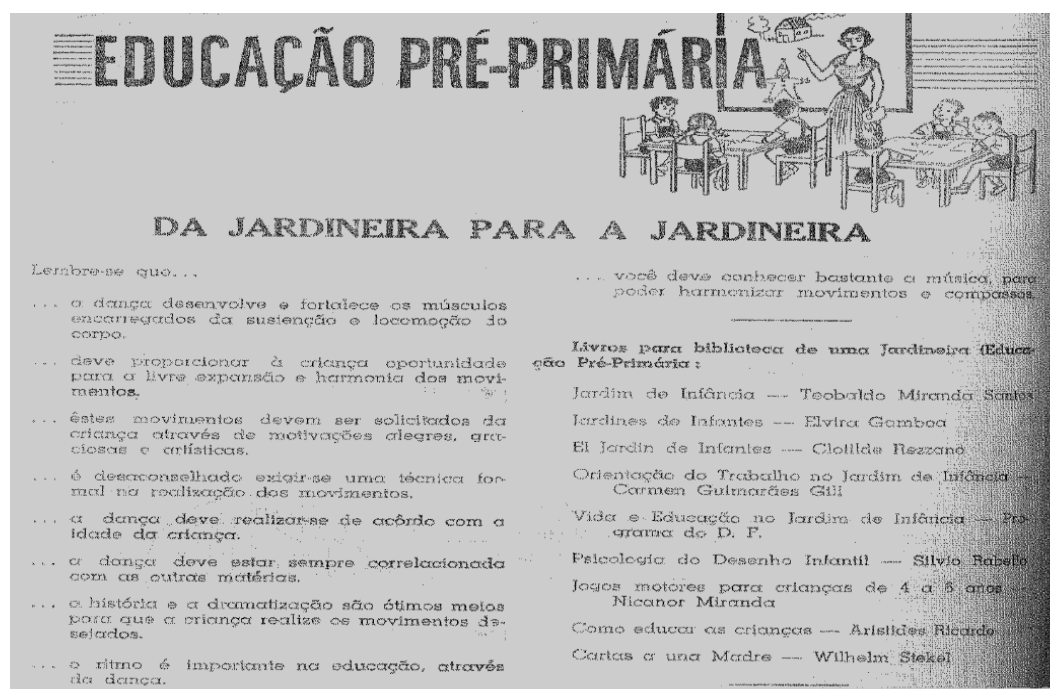 EDUCAÇÃO PRÉ-PRIMÁRIA
DA JARDINEIRA PARA A JARDINEIRA
Lembre-se que...
... a dança desenvolve e fortalece os músculos
encarregados da sustenção e locomoção do
corpo.
... deve proporcionar à criança oportunidade
para a livre expansão e harmonia dos movi-
mentos.
... êstes movimentos devem ser solicitados da
criança através de motivações alegres, gra-
ciosas e artísticas.
... é desaconselhado exigir-se uma técnica for-
mal na realização dos movimentos.
... a dança deve realizar-se de acôrdo com a
idade da criança.
... a dança deve estar sempre correlacionada
com as outras matérias.
... a história e a dramatização são ótimos meios
para que a criança realize os movimentos de-
sejados.
... o ritmo é importante na educação, através
da dança.
... você deve conhecer bastante a música, para
poder harmonizar movimentos e compassos.
Livros para biblioteca de uma Jardineira (Educa-
ção Pré-Primária :
Jardim de Infância — Teobaldo Miranda Santos
Jardines de Infantes — Elvira Gamboa
El Jardin de Infantes — Clotilde Rezzano
Orientação do Trabalho no Jardim de Infância —
Carmen Guimarães Gill
Vida e Educação no Jardim de Infância — Pro-
grama do D. F.
Psicologia do Desenho Infantil — Silvio Rabello
Jogos motores para crianças de 4 a 6 anos —
Nicanor Miranda
Como educar as crianças — Aristides Ricardo
Cartas a una Madre — Wilhelm Stekel